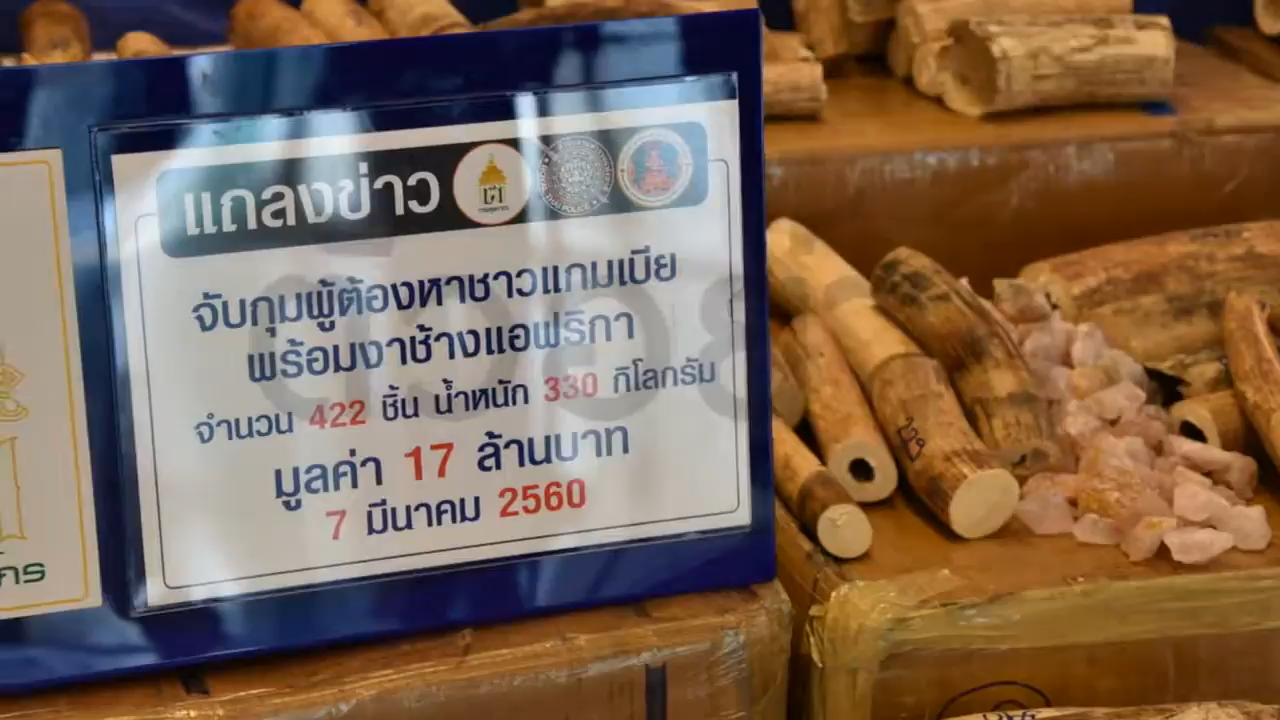 แถลงข่าว
จับกุมผู้ต้องหาชาวแกมเบีย
พร้อมงาช้างแอฟริกา
จำนวน 422 ชิ้น น้ำหนัก 330 กิโลกรัม
มูลค่า 17 ล้านบาท
7 มีนาคม 2560
229